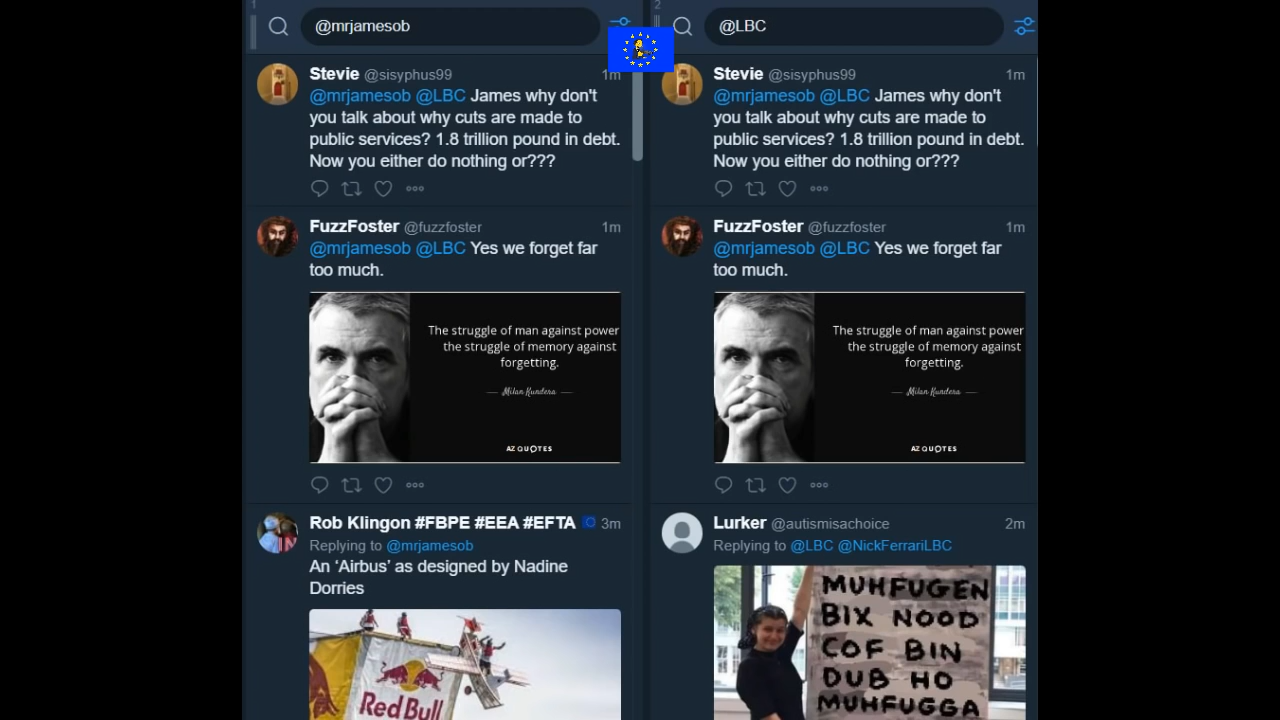 1
@mrjamesob
Stevie @sisyphus99 1m
@mrjamesob @LBC James why don't
you talk about why cuts are made to
public services? 1.8 trillion pound in debt.
Now you either do nothing or???
FuzzFoster @fuzzfoster 1m
@mrjamesob @LBC Yes we forget far
too much.
The struggle of man against power
the struggle of memory against
forgetting.
Milan Kundera
AZ QUOTES
Rob Klingon #FBPE #EEA #EFTA 3m
Replying to @mrjamesob
An ‘Airbus’ as designed by Nadine
Dorries
Red Bull
2
@LBC
Stevie @sisyphus99 1m
@mrjamesob @LBC James why don't
you talk about why cuts are made to
public services? 1.8 trillion pound in debt.
Now you either do nothing or???
FuzzFoster @fuzzfoster 1m
@mrjamesob @LBC Yes we forget far
too much.
The struggle of man against power
the struggle of memory against
forgetting.
Milan Kundera
AZ QUOTES
Lurker @autismisachoice 2m
Replying to @LBC @NickFerrariLBC
MUHFUGEN
BIX NOOD
COF BIN
DUB HO
MUHFUGGA